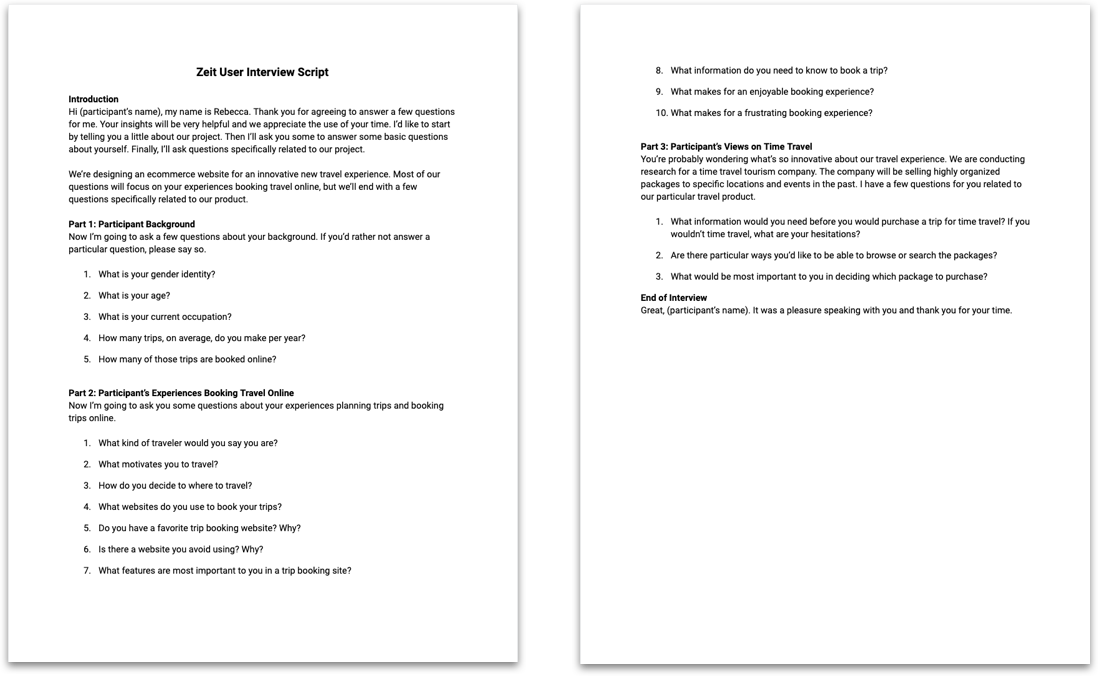 Zeit User Interview Script
Introduction
Hi (participant's name), my name is Rebecca. Thank you for agreeing to answer a few questions
for me. Your insights will be very helpful and we appreciate the use of your time. I'd like to start
by telling you a little about our project. Then I'll ask you some to answer some basic questions
about yourself. Finally, I'll ask questions specifically related to our project.
We're designing an ecommerce website for an innovative new travel experience. Most of our
questions will focus on your experiences booking travel online, but we'll end with a few
questions specifically related to our product.
Part 1: Participant Background
Now I'm going to ask a few questions about your background. If you'd rather not answer a
particular question, please say so.
1. What is your gender identity?
2. What is your age?
3. What is your current occupation?
4. How many trips, on average, do you make per year?
5. How many of those trips are booked online?
Part 2: Participant's Experiences Booking Travel Online
Now I'm going to ask you some questions about your experiences planning trips and booking
trips online.
1. What kind of traveler would you say you are?
2. What motivates you to travel?
3. How do you decide to where to travel?
4. What websites do you use to book your trips?
5. Do you have a favorite trip booking website? Why?
6. Is there a website you avoid using? Why?
7. What features are most important to you in a trip booking site?
8. What information do you need to know to book a trip?
9. What makes for an enjoyable booking experience?
10. What makes for a frustrating booking experience?
Part 3: Participant's Views on Time Travel
You're probably wondering what's so innovative about our travel experience. We are conducting
research for a time travel tourism company. The company will be selling highly organized
packages to specific locations and events in the past. I have a few questions for you related to
our particular travel product.
1. What information would you need before you would purchase a trip for time travel? If you
wouldn't time travel, what are your hesitations?
2. Are there particular ways you'd like to be able to browse or search the packages?
3. What would be most important to you in deciding which package to purchase?
End of Interview
Great, (participant's name). It was a pleasure speaking with you and thank you for your time.